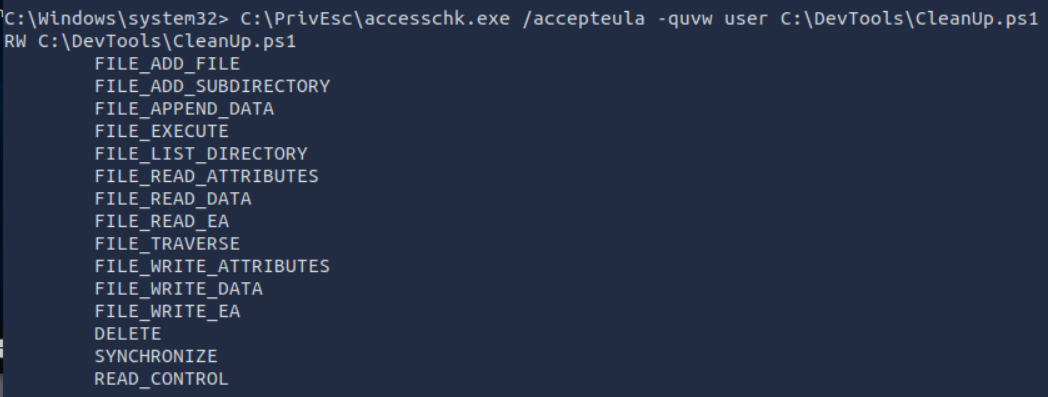 C:\Windows\system32> C:\PrivEsc\accesschk.exe /accepteula -quvw user C:\DevTools\CleanUp.ps1
RW C:\DevTools\CleanUp.ps1
FILE_ADD_FILE
FILE_ADD_SUBDIRECTORY
FILE_APPEND_DATA
FILE_EXECUTE
FILE_LIST_DIRECTORY
FILE_READ_ATTRIBUTES
FILE_READ_DATA
FILE_READ_EA
FILE_TRAVERSE
FILE_WRITE_ATTRIBUTES
FILE_WRITE_DATA
FILE_WRITE_EA
DELETE
SYNCHRONIZE
READ_CONTROL